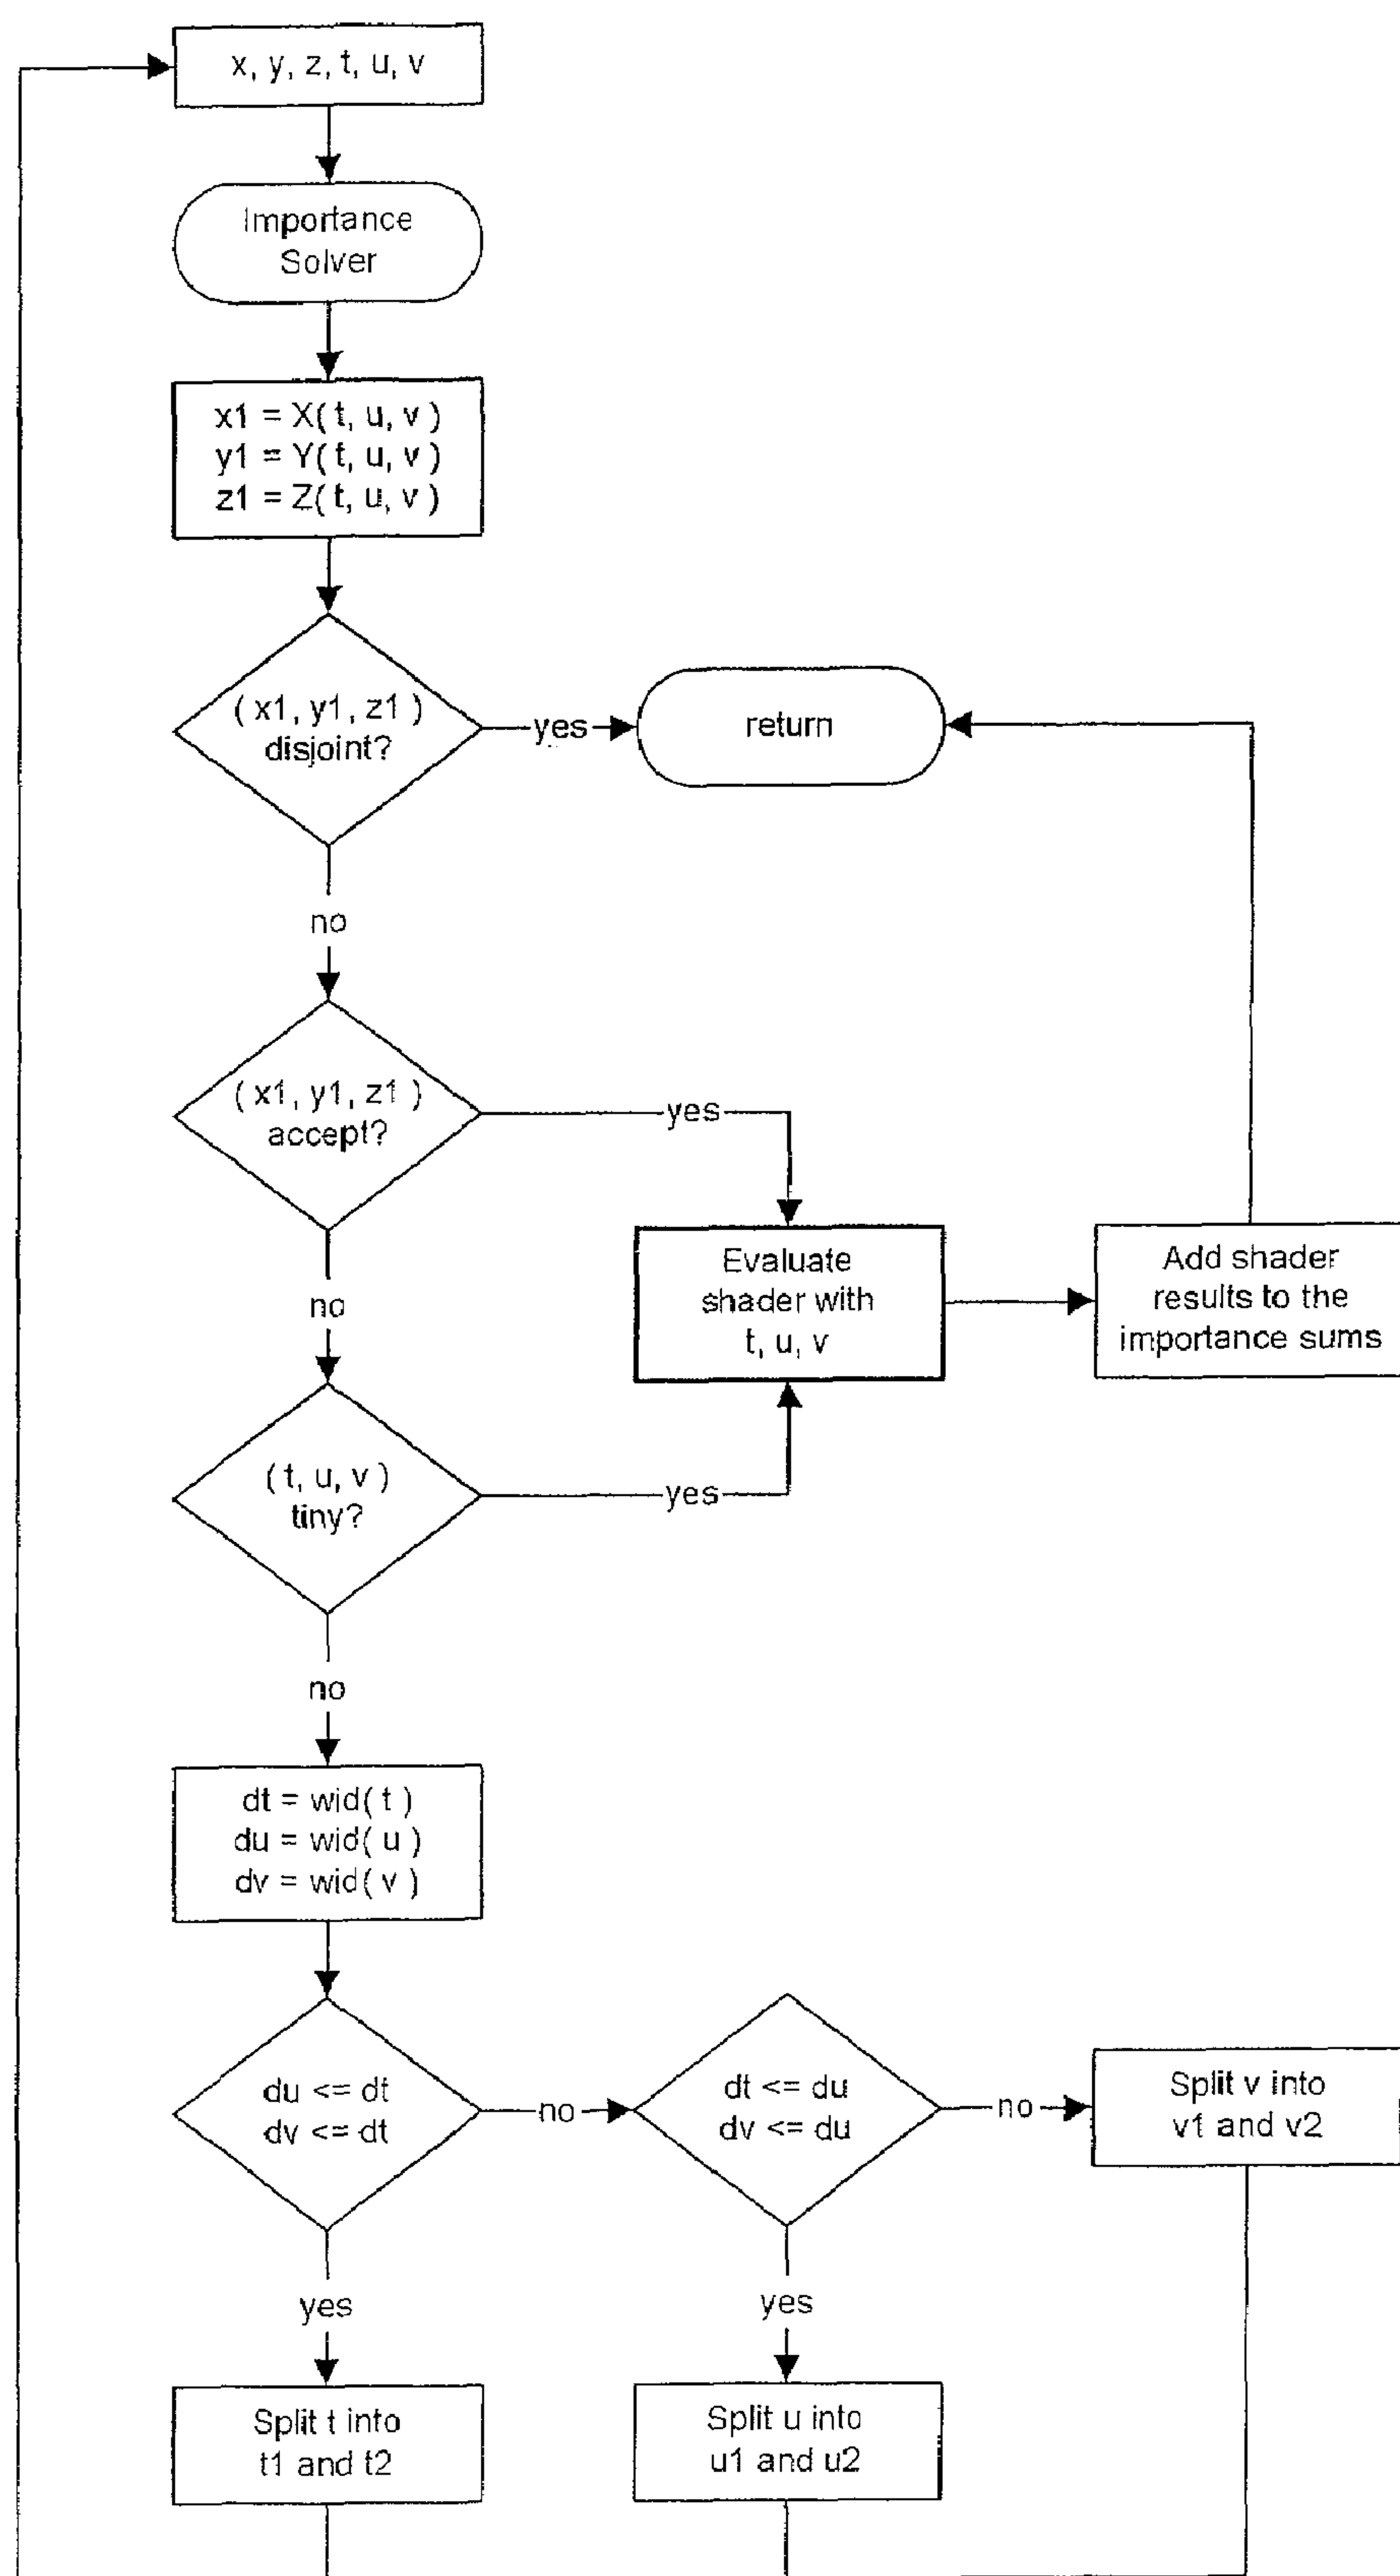 x, y, z, t, u, v
Importance
Solver
x1 = X( t, u, v )
y1 = Y( t, u, v )
z1 = Z( t, u, v )
( x1, y1, z1 )
disjoint?
yes
return
no
( x1, y1, z1 )
accept?
yes
Evaluate
shader with
t, u, v
Add shader
results to the
importance sums
no
( t, u, v )
tiny?
yes
no
dt = wid( t )
du = wid( u )
dv = wid( v )
du <= dt
dv <= dt
no
dt <= du
dv <= du
no
Split v into
v1 and v2
yes
yes
Split t into
t1 and t2
Split u into
u1 and u2